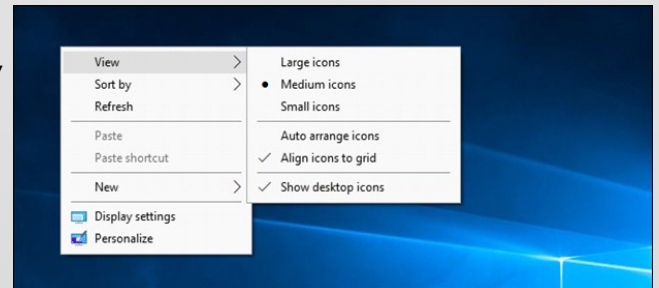 View
Sort by
Refresh
Paste
Paste shortcut
New
Display settings
Personalize
Large icons
Medium icons
Small icons
Auto arrange icons
Align icons to grid
Show desktop icons